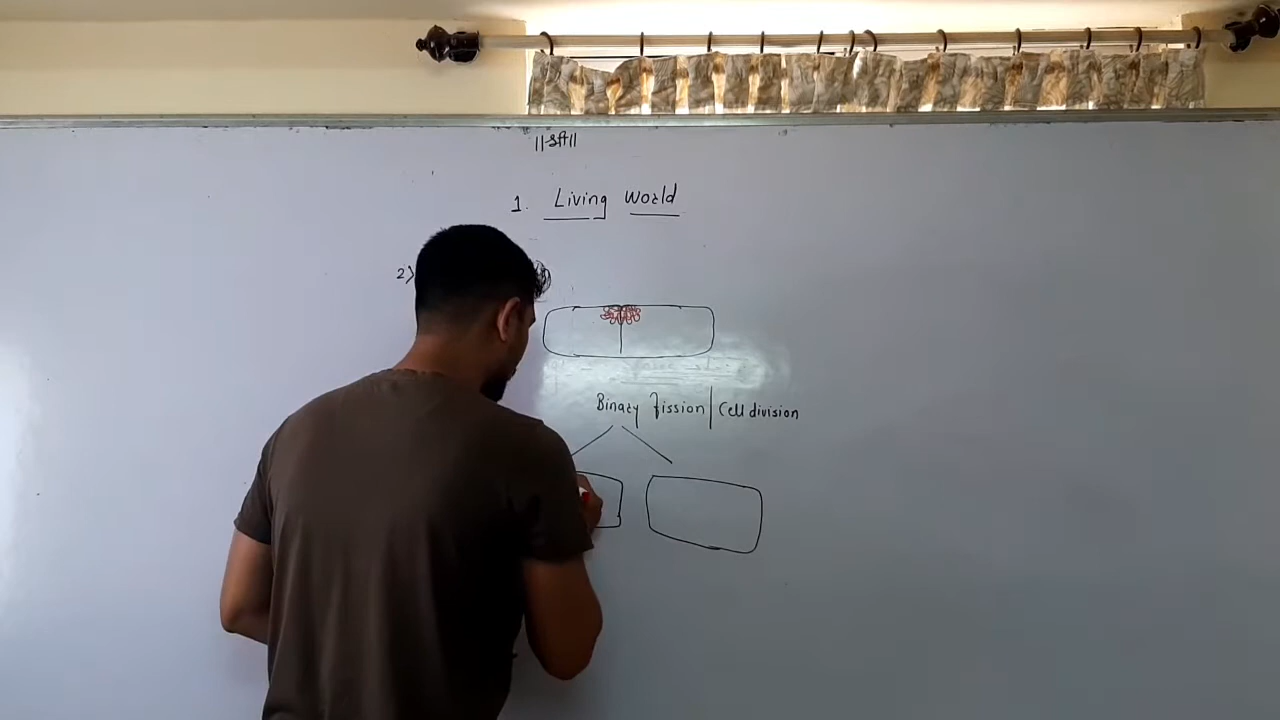 ||श्री||
1. Living World
2)
Binary Fission | Cell division